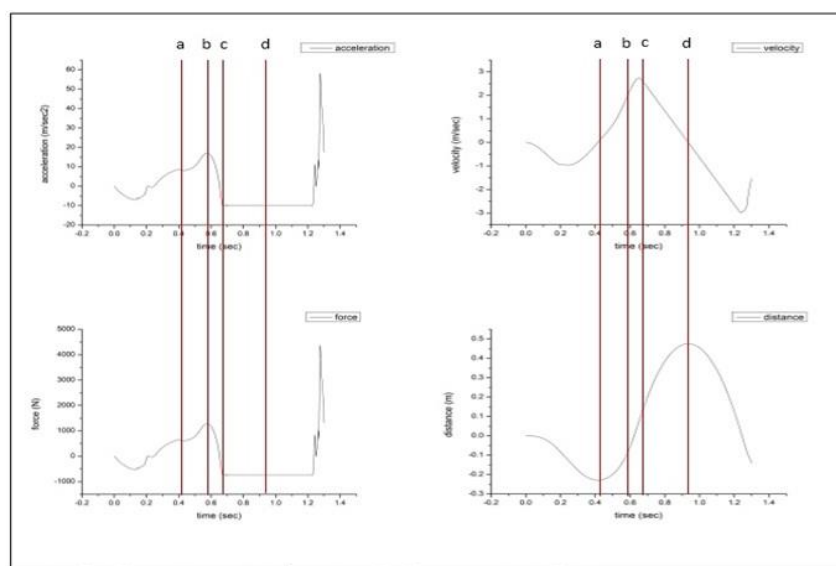 a b c d
acceleration
60
50
40
30
20
10
0
-10
20
acceleration (m/sec2)
-0.2 0.0 0.2 0.4 0.6 0.8 1.0 1.2 1.4
time (sec)
a b c d
velocity
3
2
1
0
-1
-2
-3
velocity (m/sec)
-0.2 0.0 0.2 0.4 0.6 0.8 1.0 1.2 1.4
time (sec)
force
5000
4000
3000
2000
1000
0
-1000
force (N)
-0.2 0.0 0.2 0.4 0.6 0.8 1.0 1.2 1.4
time (sec)
distance
0.5
0.4
0.3
0.2
0.1
0.0
-0.1
-0.2
-0.3
distance (m)
-0.2 0.0 0.2 0.4 0.6 0.8 1.0 1.2 1.4
time (sec)